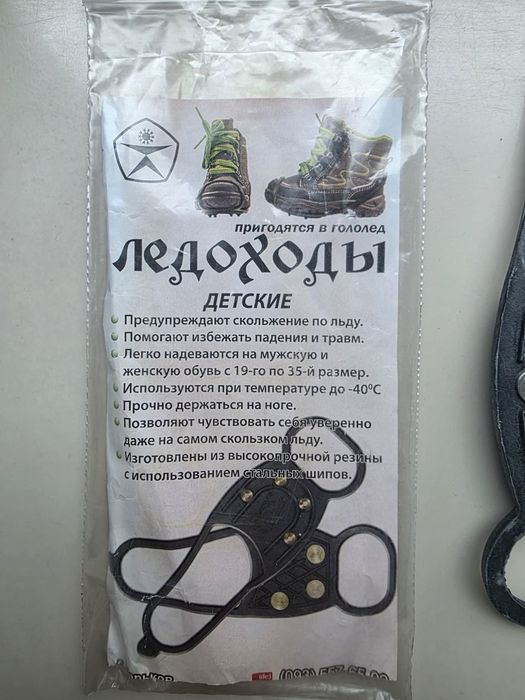 пригодятся в гололед
ледоходы
ДЕТСКИЕ
Предупреждают скольжение по льду.
Помогают избежать падения и травм.
Легко надеваются на мужскую и
женскую обувь с 19-го по 35-й размер.
Используются при температуре до -40°С
Прочно держаться на ноге.
Позволяют чувствовать себя уверенно
даже на самом скользком льду.
Изготовлены из высокопрочной резины
с использованием стальных шипов.
life:)